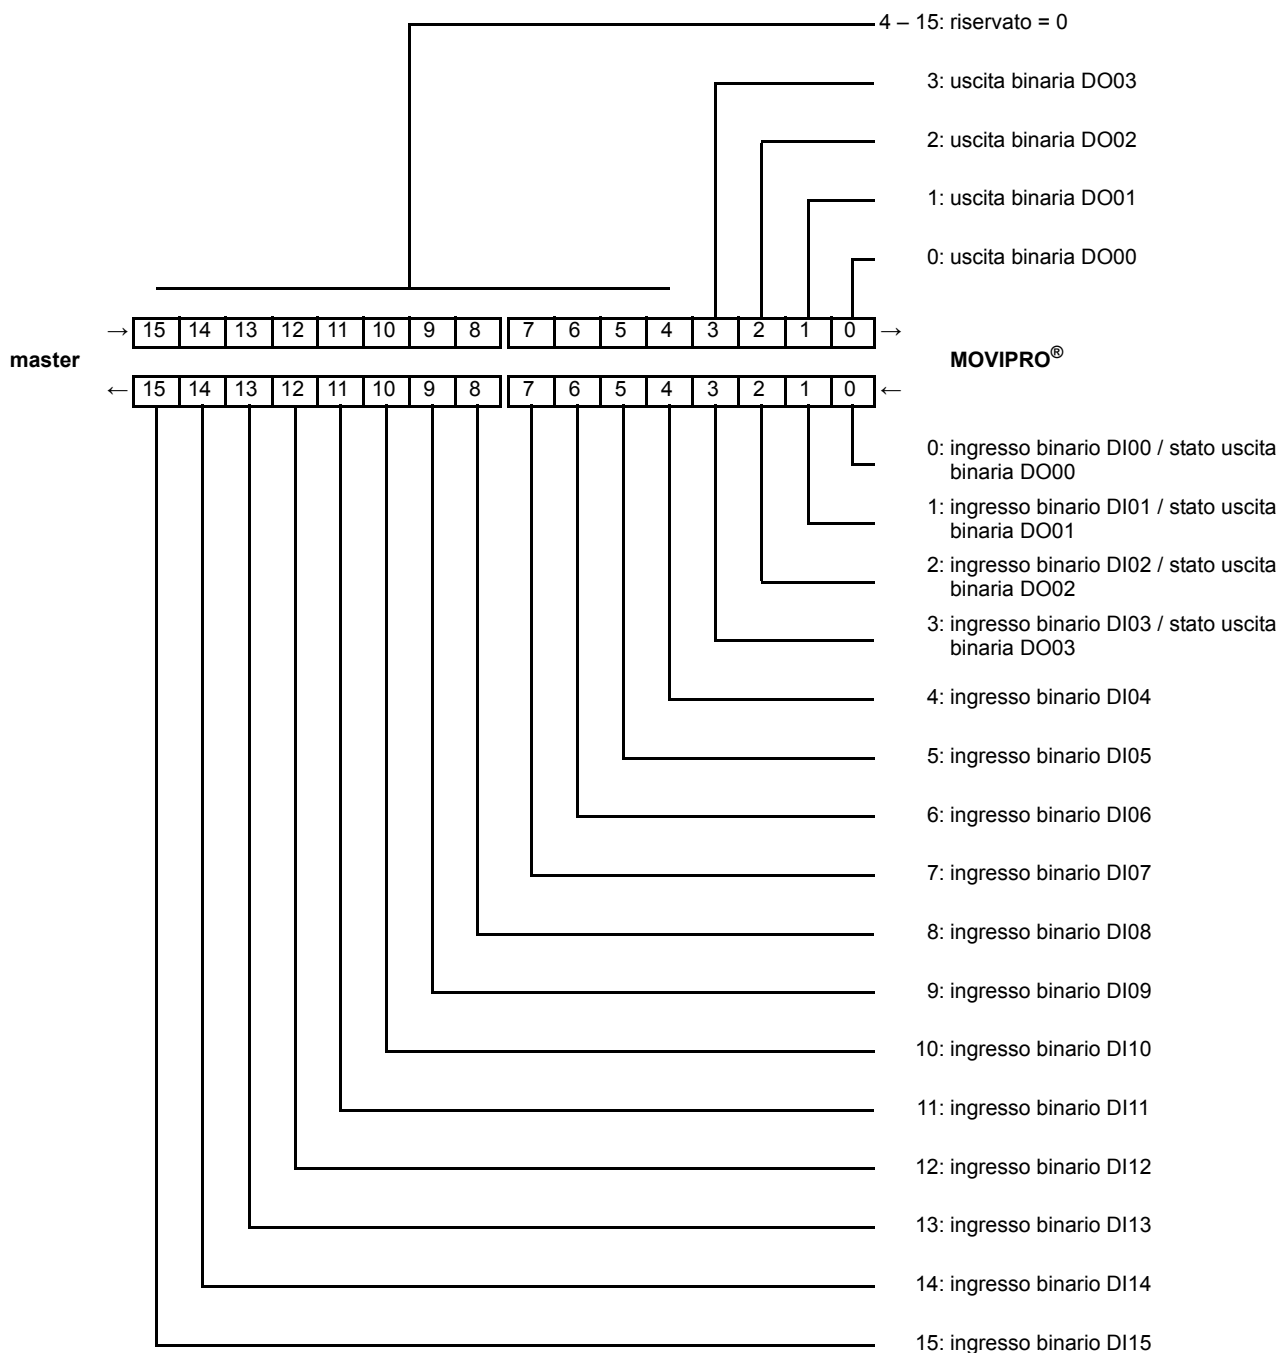 4 – 15: riservato = 0
3: uscita binaria DO03
2: uscita binaria DO02
1: uscita binaria DO01
0: uscita binaria DO00
→ 15 14 13 12 11 10 9 8 7 6 5 4 3 2 1 0 →
master MOVIPRO®
← 15 14 13 12 11 10 9 8 7 6 5 4 3 2 1 0 ←
0: ingresso binario DI00 / stato uscita
binaria DO00
1: ingresso binario DI01 / stato uscita
binaria DO01
2: ingresso binario DI02 / stato uscita
binaria DO02
3: ingresso binario DI03 / stato uscita
binaria DO03
4: ingresso binario DI04
5: ingresso binario DI05
6: ingresso binario DI06
7: ingresso binario DI07
8: ingresso binario DI08
9: ingresso binario DI09
10: ingresso binario DI10
11: ingresso binario DI11
12: ingresso binario DI12
13: ingresso binario DI13
14: ingresso binario DI14
15: ingresso binario DI15